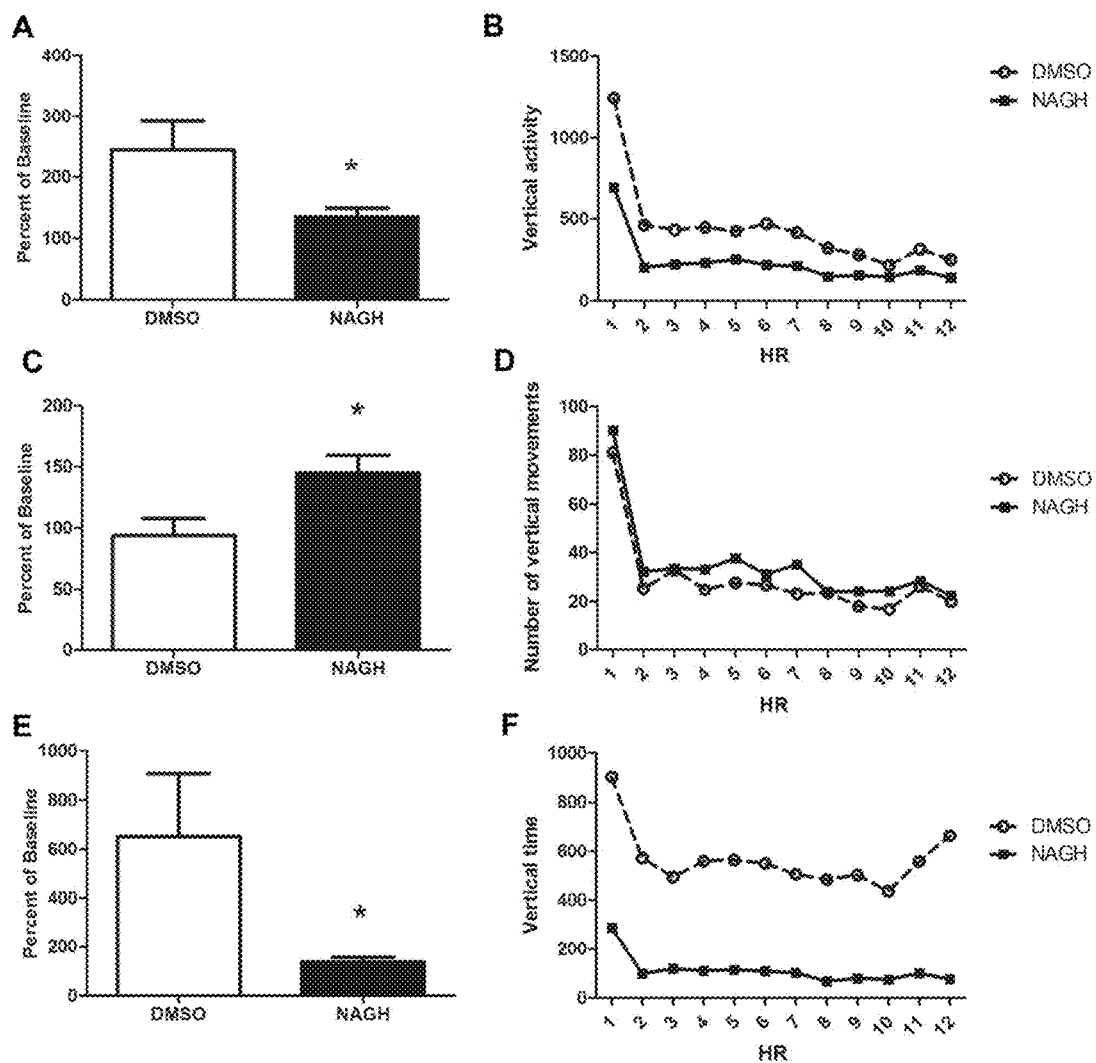 A
400
300
200
100
0
Percent of Baseline
*
DMSO NAGH
B
1500
1000
500
0
Vertical activity
1 2 3 4 5 6 7 8 9 10 11 12
HR
DMSO
NAGH
C
200
150
100
50
0
Percent of Baseline
*
DMSO NAGH
D
100
80
60
40
20
0
Number of vertical movements
1 2 3 4 5 6 7 8 9 10 11 12
HR
DMSO
NAGH
E
1000
800
600
400
200
0
Percent of Baseline
*
DMSO NAGH
F
1000
800
600
400
200
0
Vertical time
1 2 3 4 5 6 7 8 9 10 11 12
HR
DMSO
NAGH